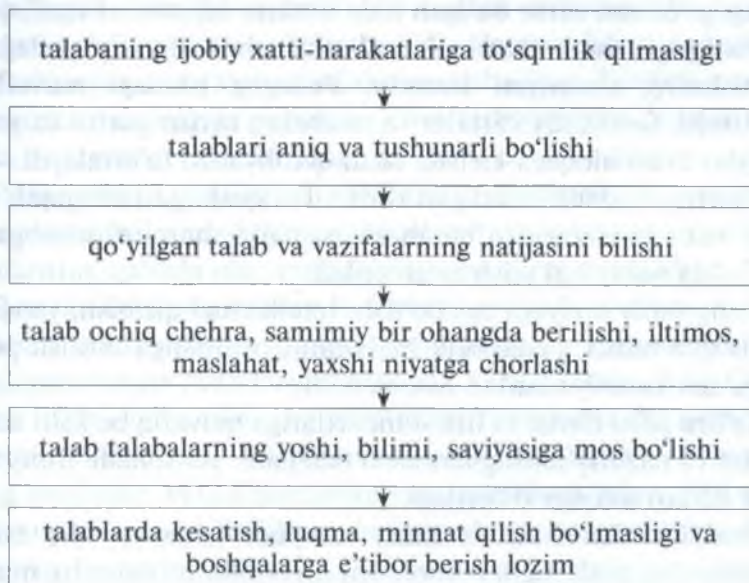 talabaning ijobiy xatti-harakatlariga to‘sqinlik qilmasligi
talablari aniq va tushunarli bo‘lishi
qo‘yilgan talab va vazifalarning natijasini bilishi
talab ochiq chehra, samimiy bir ohangda berilishi, iltimos,
maslahat, yaxshi niyatga chorlashi
talab talabalarning yoshi, bilimi, saviyasiga mos bo‘lishi
talablarda kesatish, luqma, minnat qilish bo‘lmasligi va
boshqalarga e’tibor berish lozim